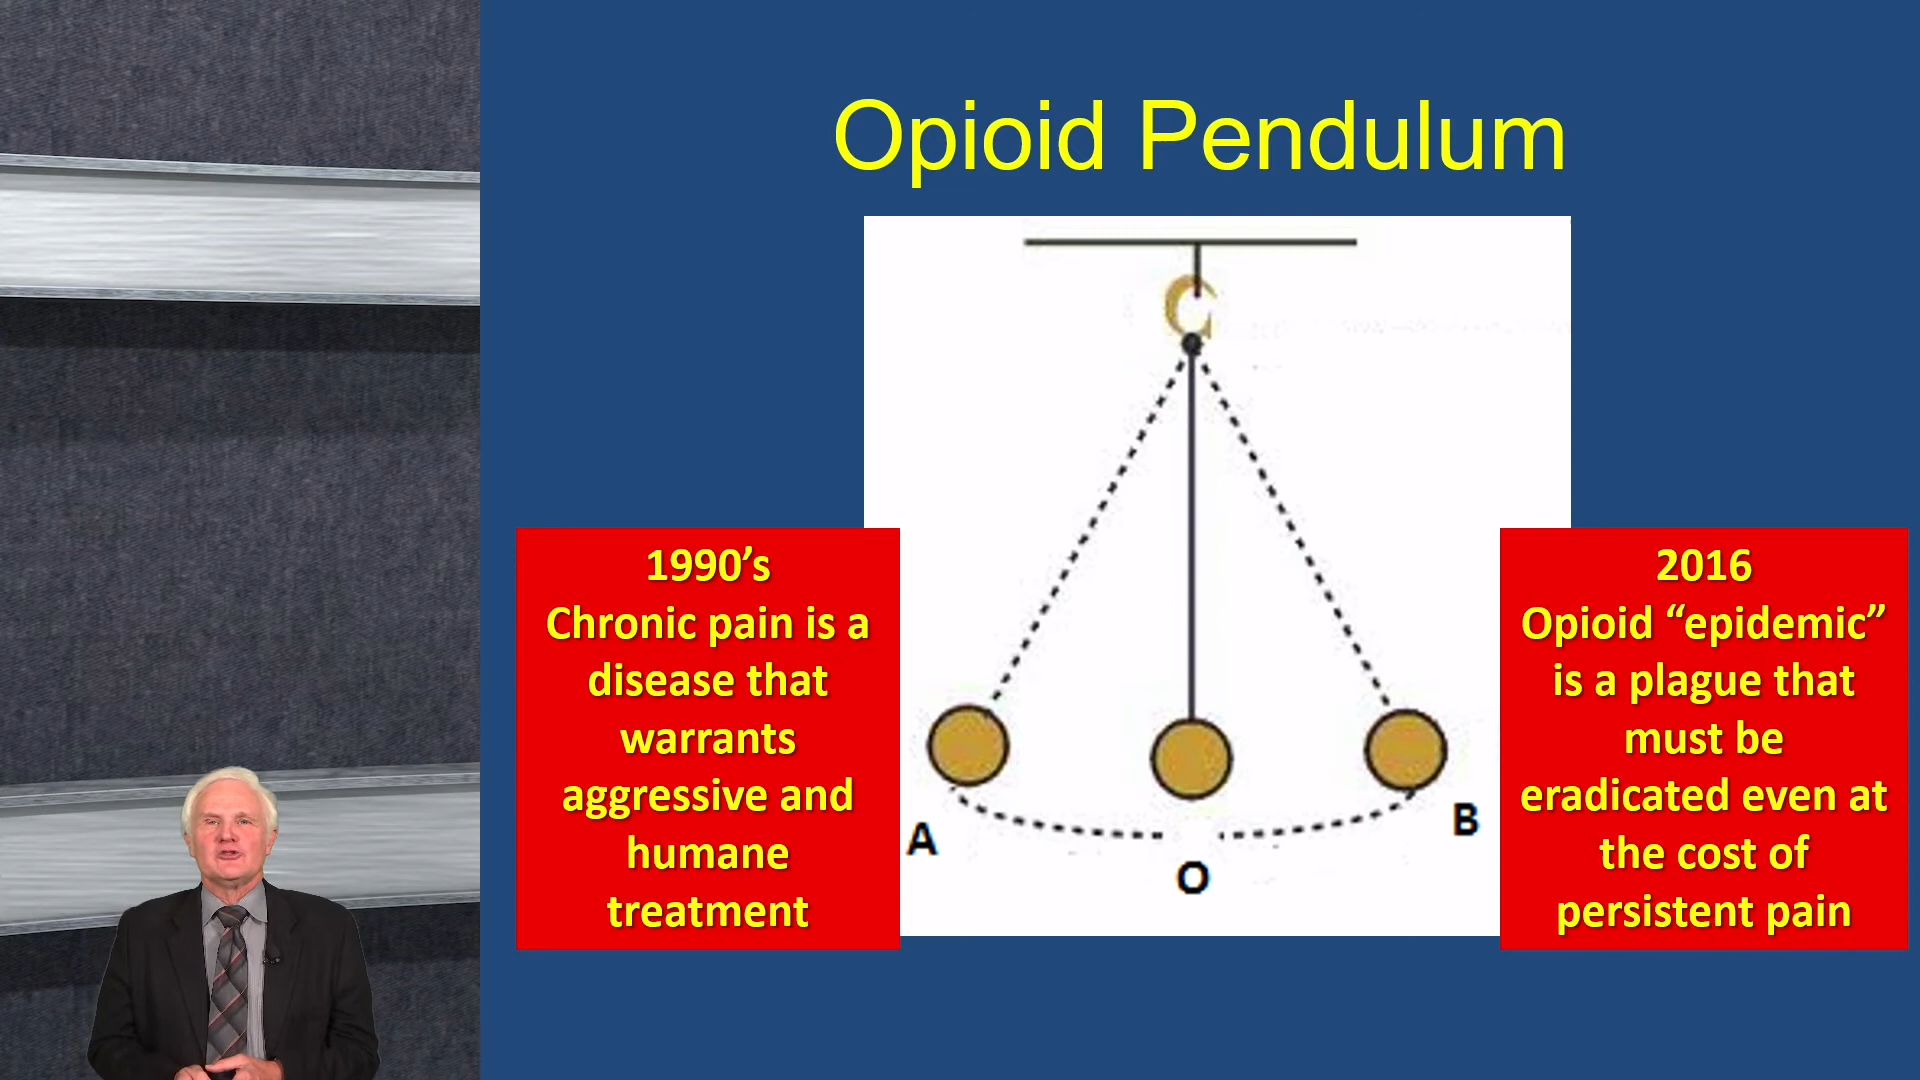 Opioid Pendulum
C
1990’s
Chronic pain is a
disease that
warrants
aggressive and
humane
treatment
A
O
B
2016
Opioid “epidemic”
is a plague that
must be
eradicated even at
the cost of
persistent pain